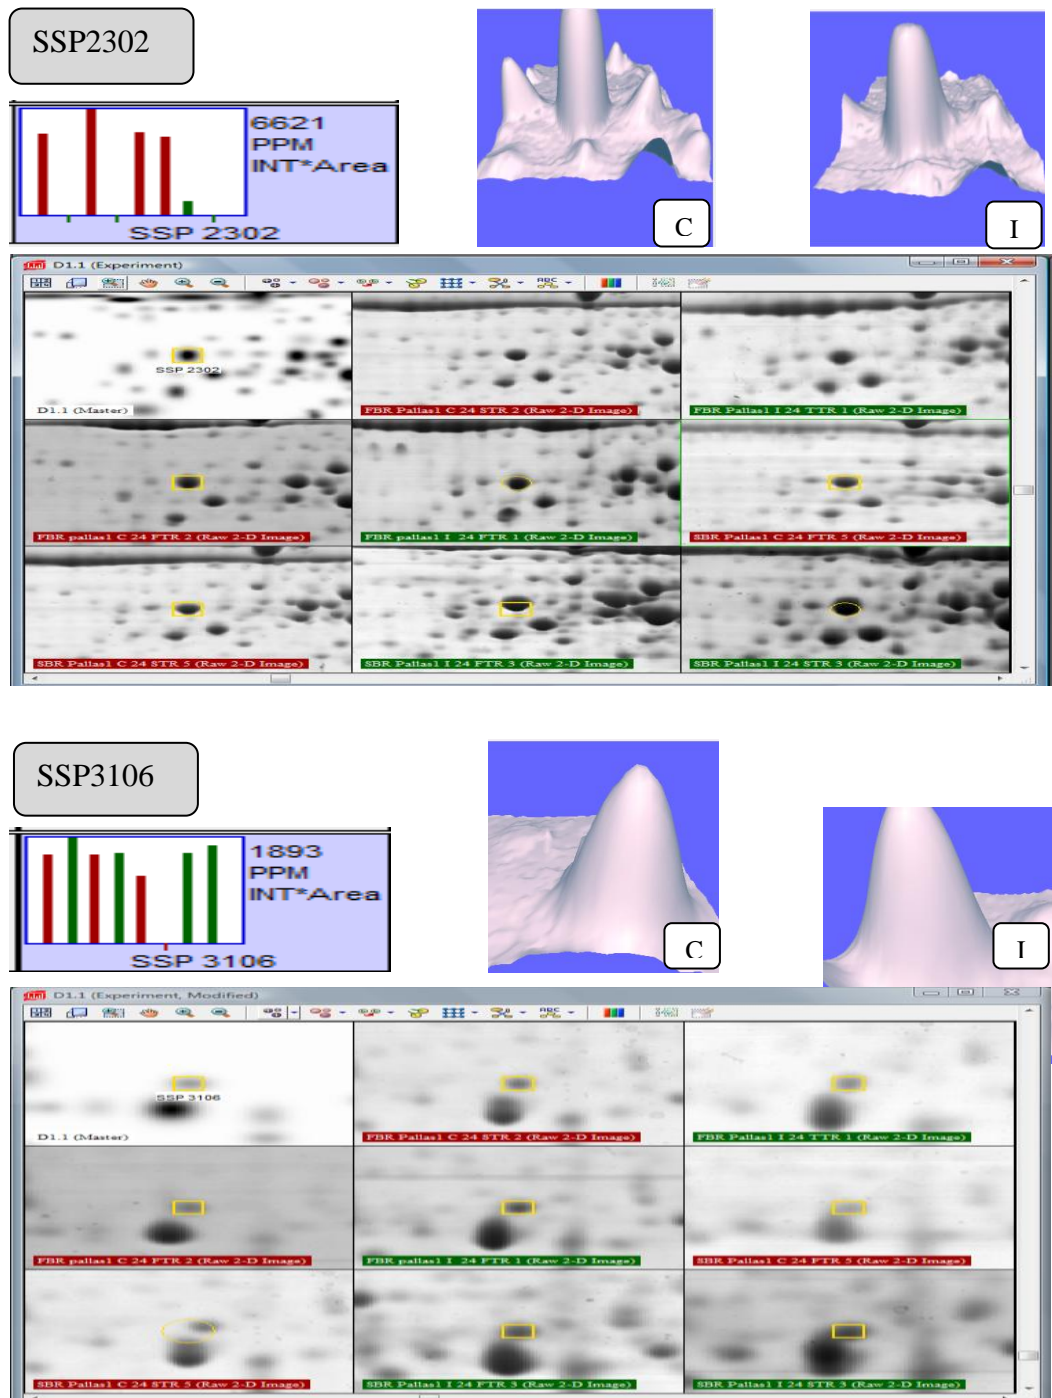 SSP2302
6621
PPM
INT*Area
SSP 2302
C
I
D1.1 (Experiment)
ABC
SSP 2302
D1.1 (Master)
FBR Pallas1 C 24 STR 2 (Raw 2-D Image)
FBR Pallas1 I 24 TTR 1 (Raw 2-D Image)
FBR pallas1 C 24 FTR 2 (Raw 2-D Image)
FBR pallas1 I 24 FTR 1 (Raw 2-D Image)
SBR Pallas1 C 24 FTR 5 (Raw 2-D Image)
SBR Pallas1 C 24 STR 5 (Raw 2-D Image)
SBR Pallas1 I 24 FTR 3 (Raw 2-D Image)
SBR Pallas1 I 24 STR 3 (Raw 2-D Image)
SSP3106
1893
PPM
INT*Area
SSP 3106
C
I
D1.1 (Experiment, Modified)
ABC
SSP 3106
D1.1 (Master)
FBR Pallas1 C 24 STR 2 (Raw 2-D Image)
FBR Pallas1 I 24 TTR 1 (Raw 2-D Image)
FBR pallas1 C 24 FTR 2 (Raw 2-D Image)
FBR pallas1 I 24 FTR 1 (Raw 2-D Image)
SBR Pallas1 C 24 FTR 5 (Raw 2-D Image)
SBR Pallas1 C 24 STR 5 (Raw 2-D Image)
SBR Pallas1 I 24 FTR 3 (Raw 2-D Image)
SBR Pallas1 I 24 STR 3 (Raw 2-D Image)